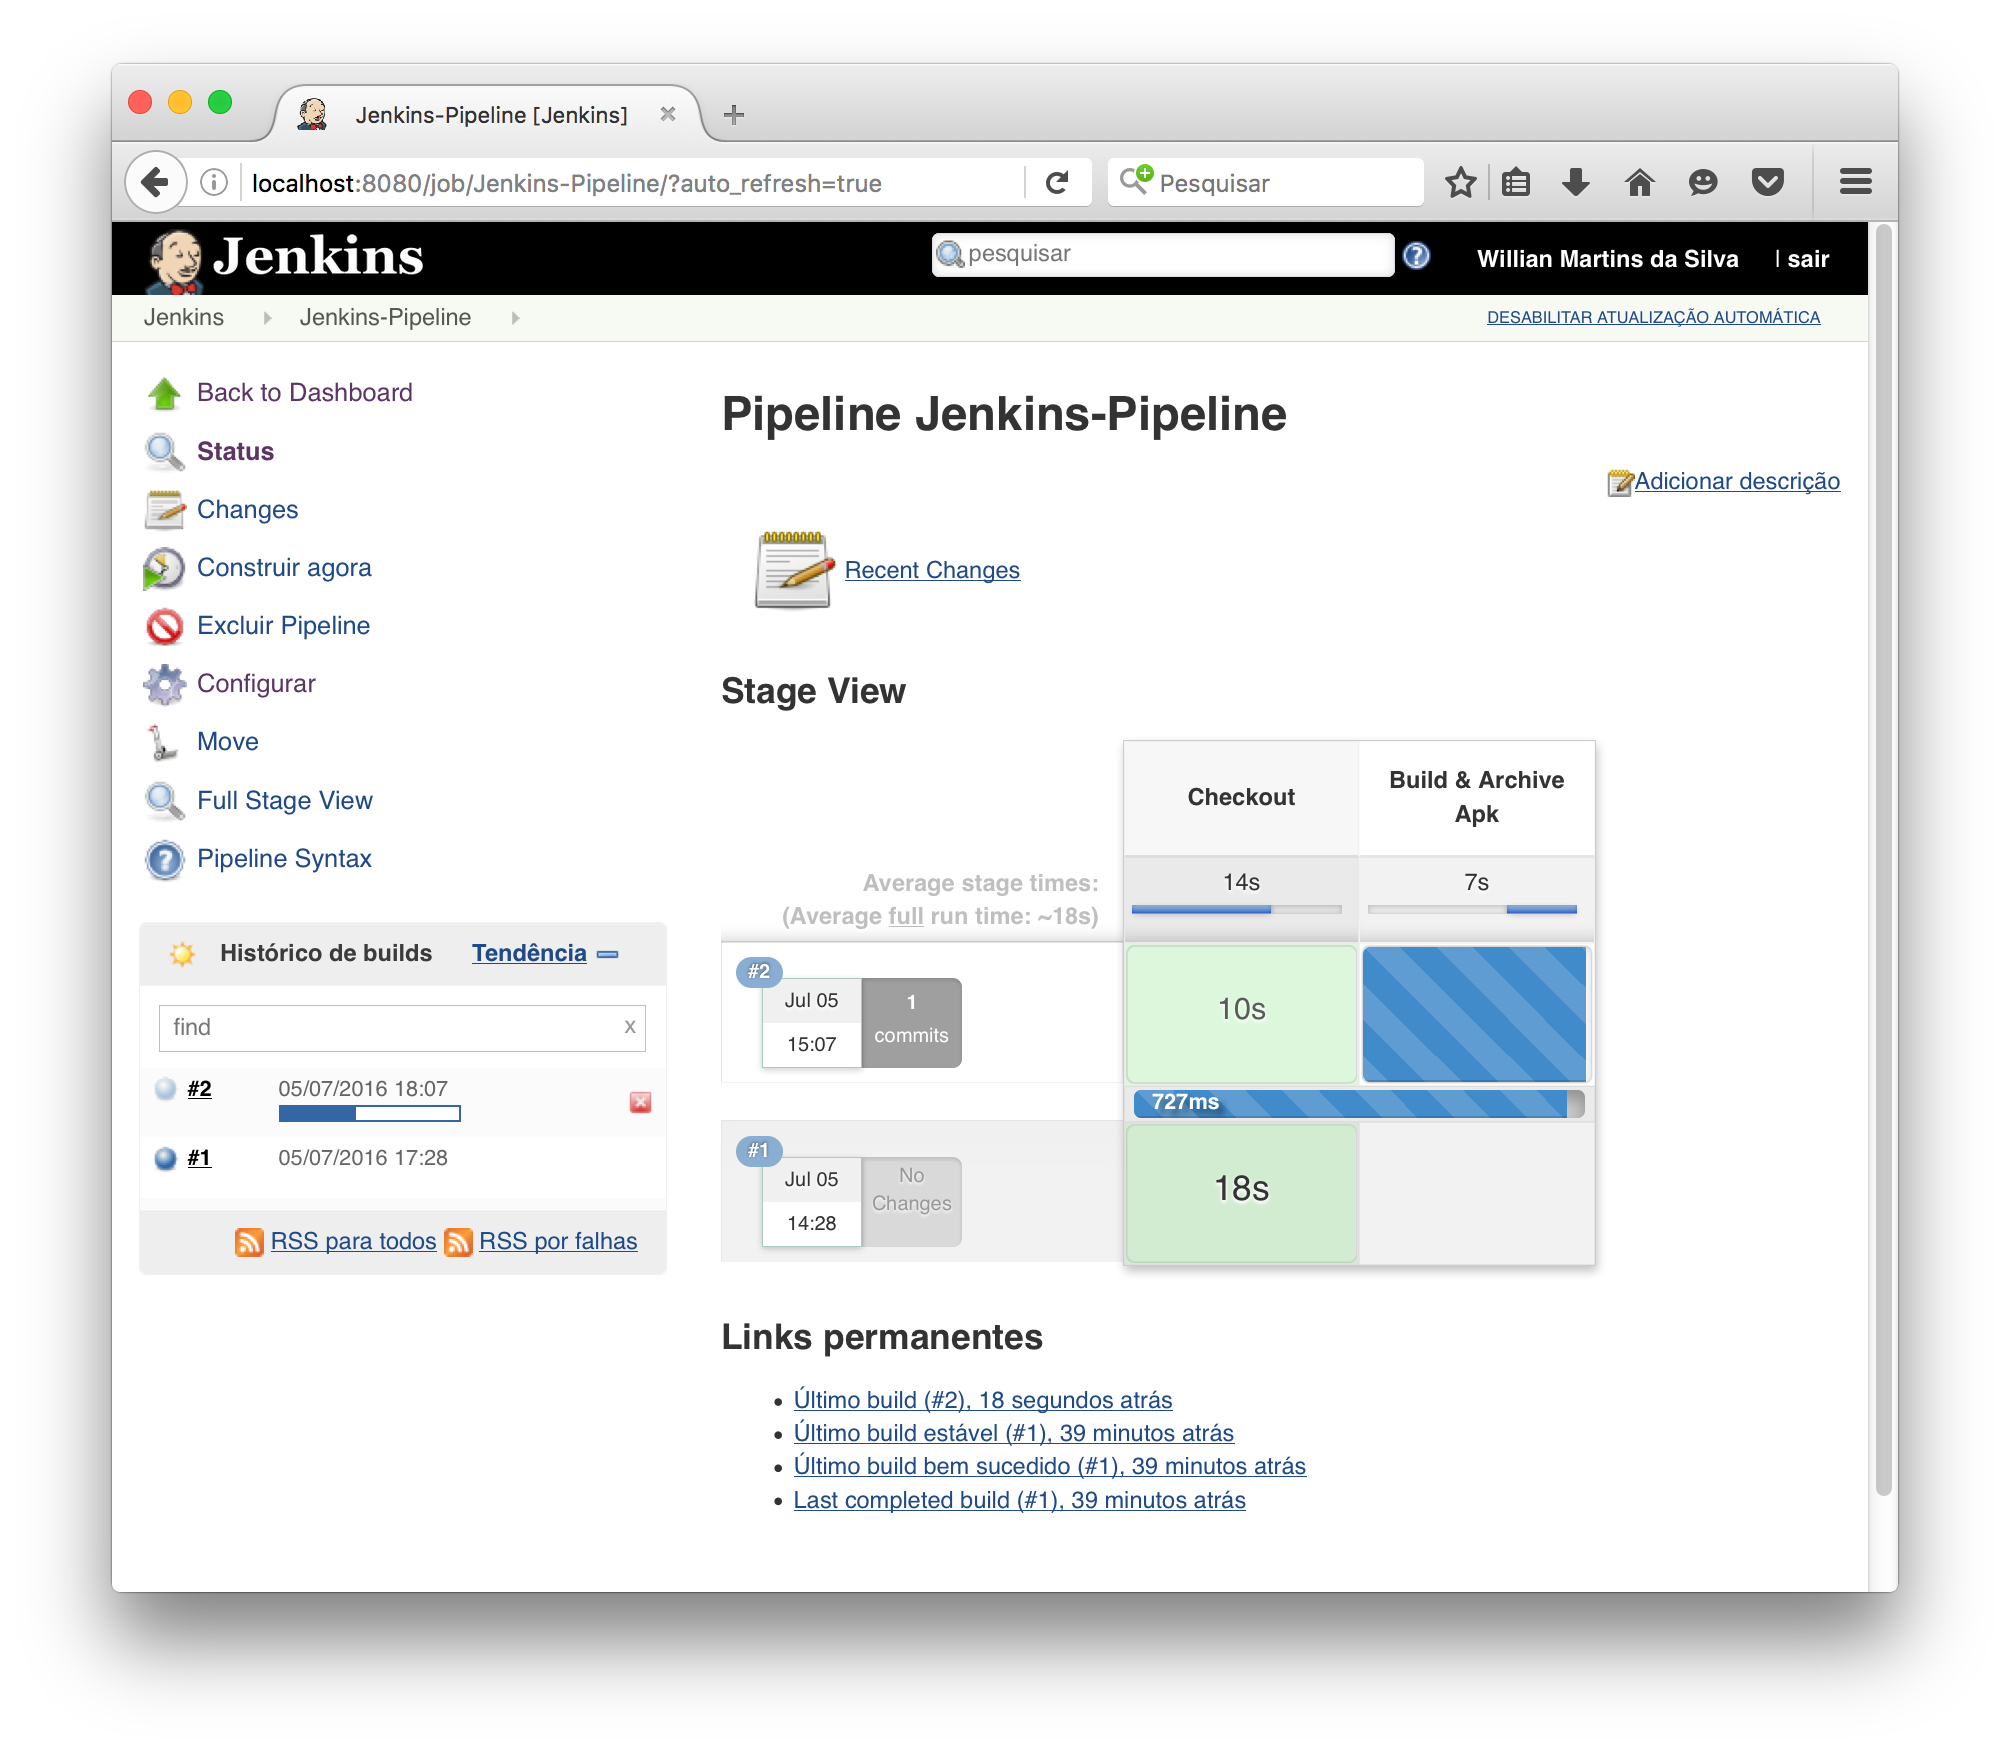 Jenkins-Pipeline [Jenkins]
localhost:8080/job/Jenkins-Pipeline/?auto_refresh=true
Pesquisar
Jenkins
pesquisar
Willian Martins da Silva
| sair
Jenkins
Jenkins-Pipeline
DESABILITAR ATUALIZAÇÃO AUTOMÁTICA
Back to Dashboard
Status
Changes
Construir agora
Excluir Pipeline
Configurar
Move
Full Stage View
Pipeline Syntax
Histórico de builds
Tendência
find
x
#2
05/07/2016 18:07
#1
05/07/2016 17:28
RSS para todos
RSS por falhas
Pipeline Jenkins-Pipeline
Adicionar descrição
Recent Changes
Stage View
Checkout
Build & Archive
Apk
Average stage times:
(Average full run time: ~18s)
14s
7s
#2
Jul 05
15:07
1
commits
10s
727ms
#1
Jul 05
14:28
No
Changes
18s
Links permanentes
Último build (#2), 18 segundos atrás
Último build estável (#1), 39 minutos atrás
Último build bem sucedido (#1), 39 minutos atrás
Last completed build (#1), 39 minutos atrás